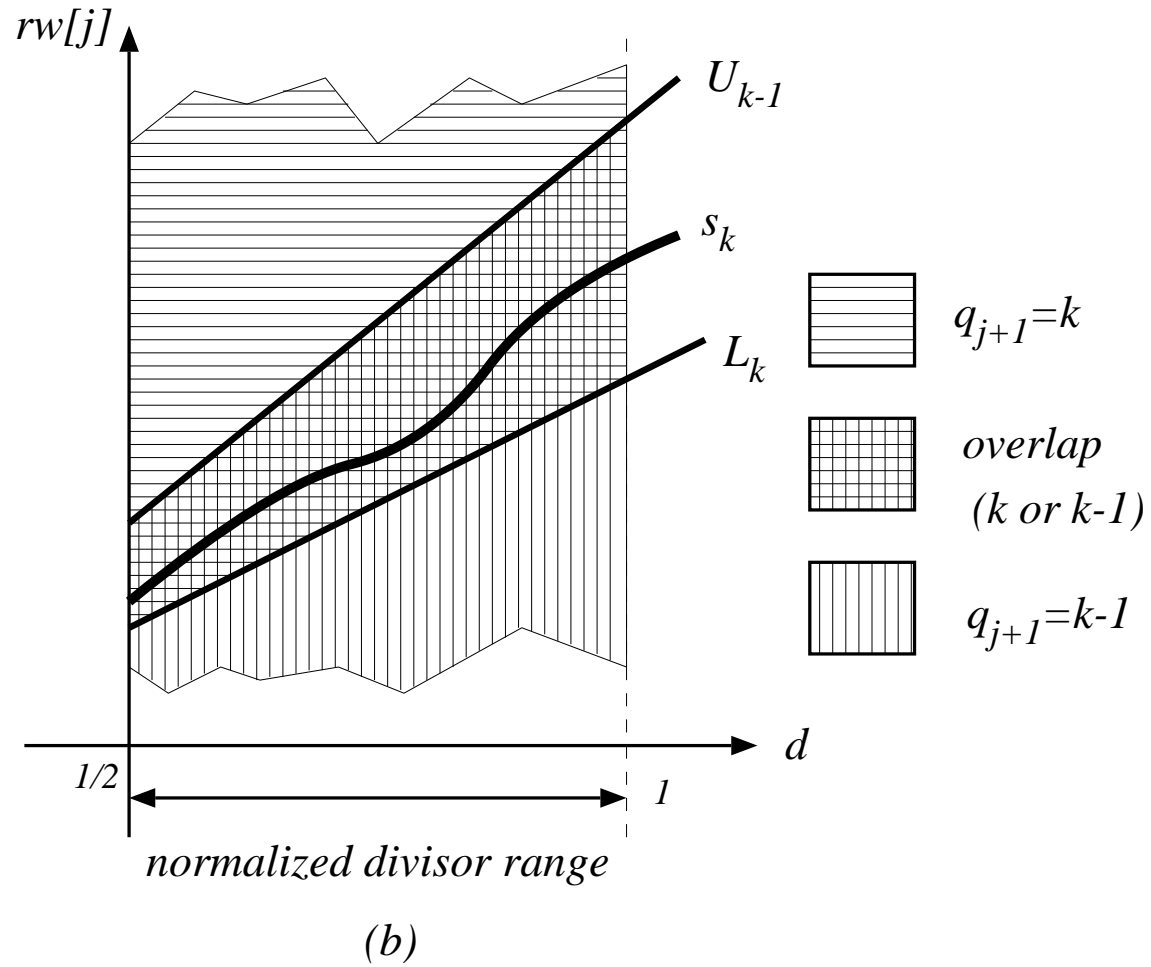 rw[j]
U_{k-1}
s_k
L_k
q_{j+1}=k
overlap
(k or k-1)
q_{j+1}=k-1
d
1/2
1
normalized divisor range
(b)